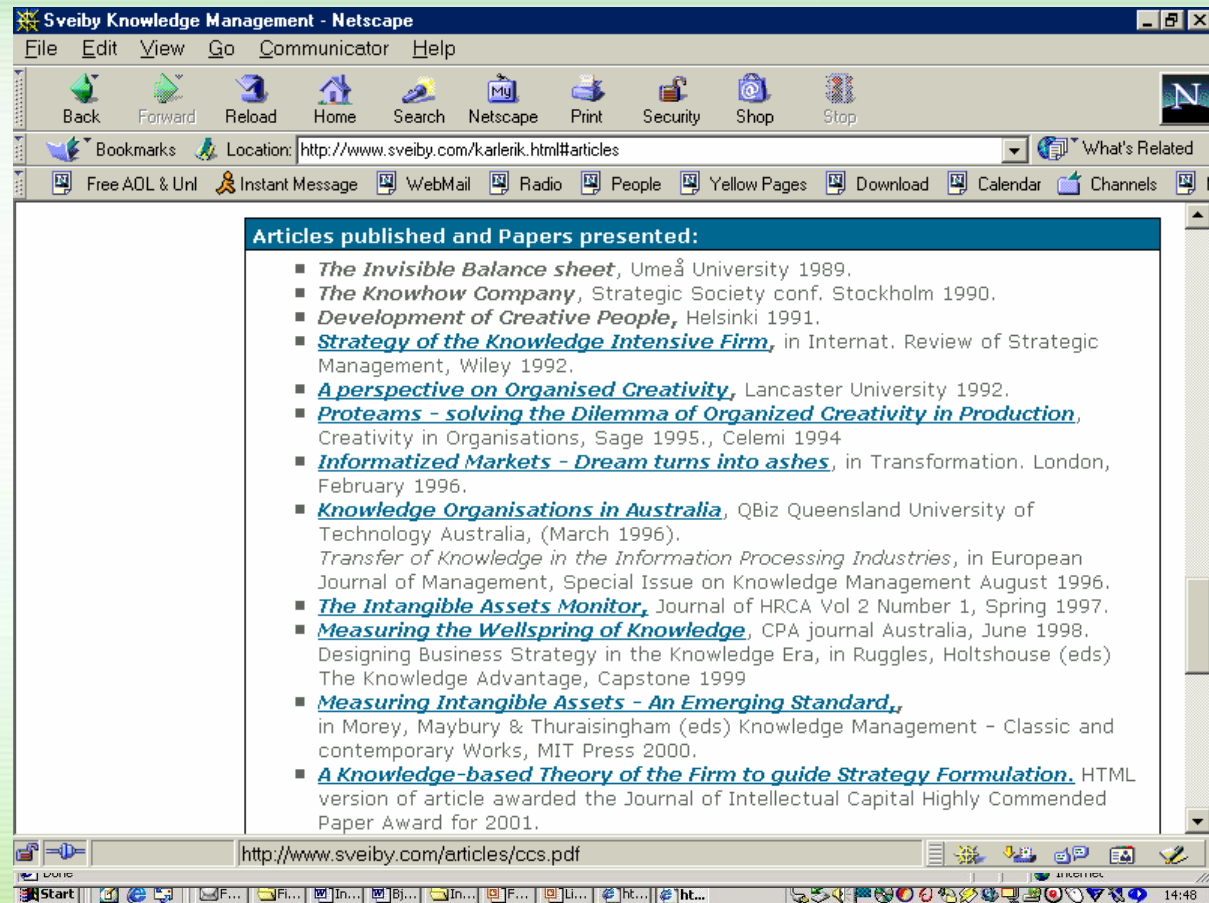 Sveiby Knowledge Management - Netscape
File Edit View Go Communicator Help
My
N
Back Forward Reload Home Search Netscape Print Security Shop Stop
Bookmarks Location: http://www.sveiby.com/karlerik.html#articles What's Related
Free AOL & Unl Instant Message WebMail Radio People Yellow Pages Download Calendar Channels
Articles published and Papers presented:
The Invisible Balance sheet, Umeå University 1989.
The Knowhow Company, Strategic Society conf. Stockholm 1990.
Development of Creative People, Helsinki 1991.
Strategy of the Knowledge Intensive Firm, in Internat. Review of Strategic
Management, Wiley 1992.
A perspective on Organised Creativity, Lancaster University 1992.
Proteams - solving the Dilemma of Organized Creativity in Production,
Creativity in Organisations, Sage 1995., Celemi 1994
Informatized Markets - Dream turns into ashes, in Transformation. London,
February 1996.
Knowledge Organisations in Australia, QBiz Queensland University of
Technology Australia, (March 1996).
Transfer of Knowledge in the Information Processing Industries, in European
Journal of Management, Special Issue on Knowledge Management August 1996.
The Intangible Assets Monitor, Journal of HRCA Vol 2 Number 1, Spring 1997.
Measuring the Wellspring of Knowledge, CPA journal Australia, June 1998.
Designing Business Strategy in the Knowledge Era, in Ruggles, Holtshouse (eds)
The Knowledge Advantage, Capstone 1999
Measuring Intangible Assets - An Emerging Standard,,
in Morey, Maybury & Thuraisingham (eds) Knowledge Management - Classic and
contemporary Works, MIT Press 2000.
A Knowledge-based Theory of the Firm to guide Strategy Formulation. HTML
version of article awarded the Journal of Intellectual Capital Highly Commended
Paper Award for 2001.
http://www.sveiby.com/articles/ccs.pdf
Start F... Fi... In... Bj... In... F... Li... ht... ht... 14:48